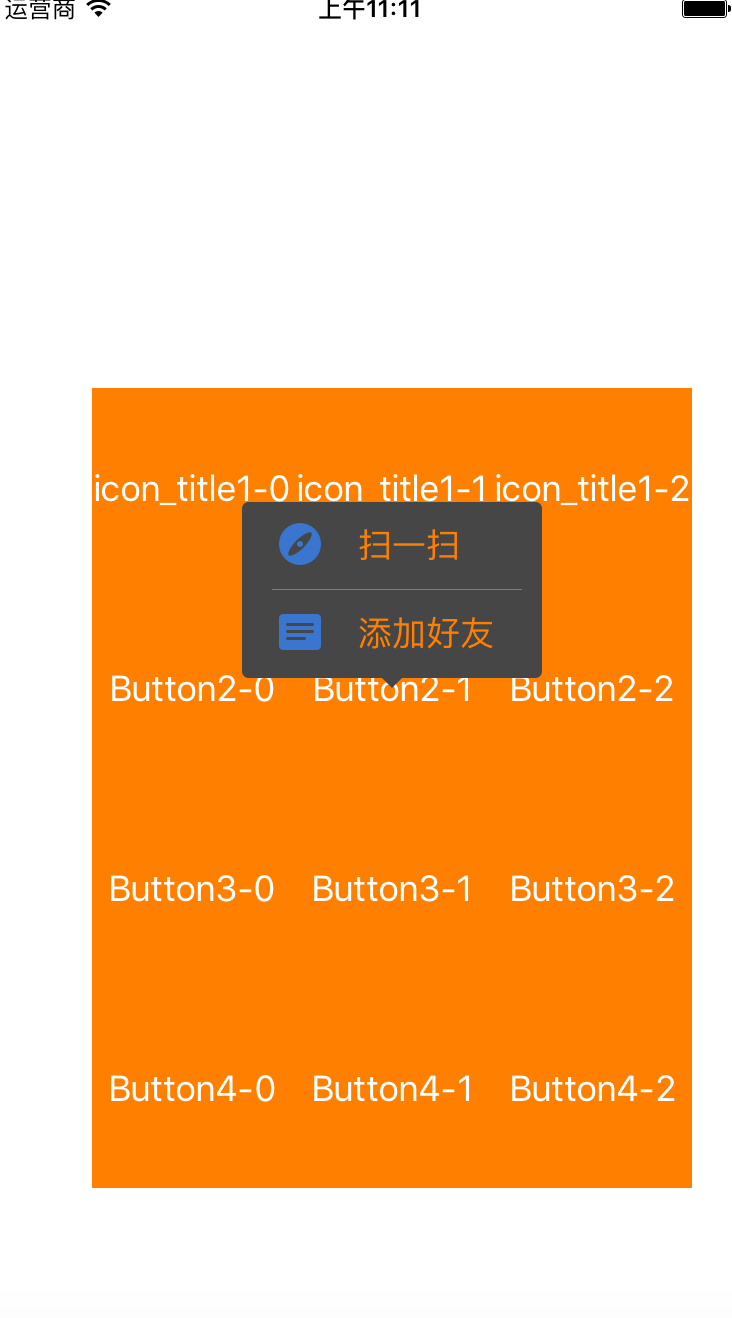 运营商 上午11:11
icon_title1-0 icon_title1-1 icon_title1-2
扫一扫
添加好友
Button2-0 Button2-1 Button2-2
Button3-0 Button3-1 Button3-2
Button4-0 Button4-1 Button4-2